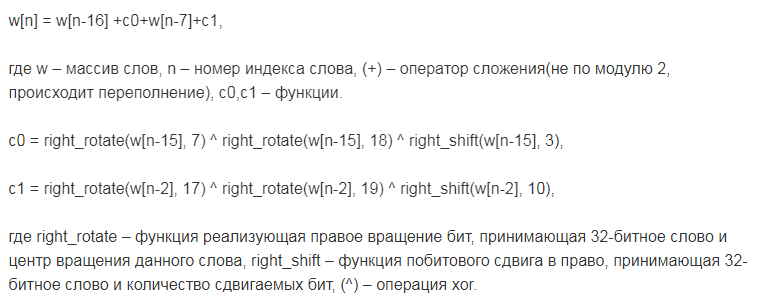 w[n] = w[n-16] +c0+w[n-7]+c1,
где w – массив слов, n – номер индекса слова, (+) – оператор сложения(не по модулю 2,
происходит переполнение), c0,c1 – функции.
c0 = right_rotate(w[n-15], 7) ^ right_rotate(w[n-15], 18) ^ right_shift(w[n-15], 3),
c1 = right_rotate(w[n-2], 17) ^ right_rotate(w[n-2], 19) ^ right_shift(w[n-2], 10),
где right_rotate – функция реализующая правое вращение бит, принимающая 32-битное слово и
центр вращения данного слова, right_shift – функция побитового сдвига в право, принимающая 32-
битное слово и количество сдвигаемых бит, (^) – операция xor.